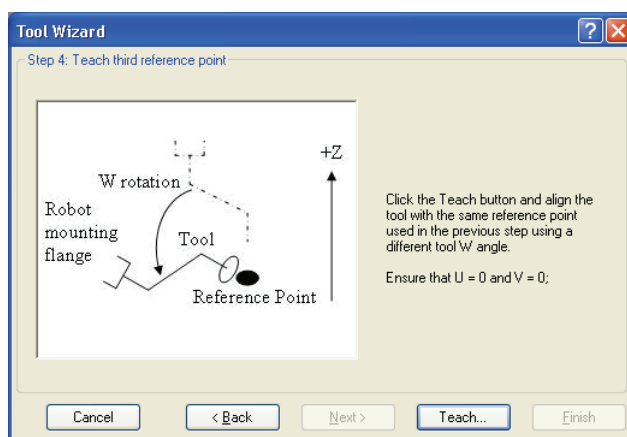 Tool Wizard
Step 4: Teach third reference point
+Z
W rotation
Robot
mounting
flange
Tool
Reference Point
Click the Teach button and align the
tool with the same reference point
used in the previous step using a
different tool W angle.
Ensure that U = 0 and V = 0;
Cancel
< Back
Next >
Teach...
Finish